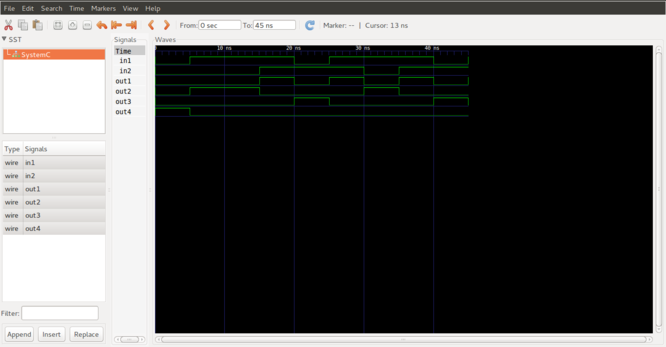 File Edit Search Time Markers View Help
From: 0 sec To: 45 ns Marker: -- | Cursor: 13 ns
SST
SystemC
Type Signals
wire in1
wire in2
wire out1
wire out2
wire out3
wire out4
Filter:
Append Insert Replace
Signals
Time
in1
in2
out1
out2
out3
out4
Waves
10 ns 20 ns 30 ns 40 ns